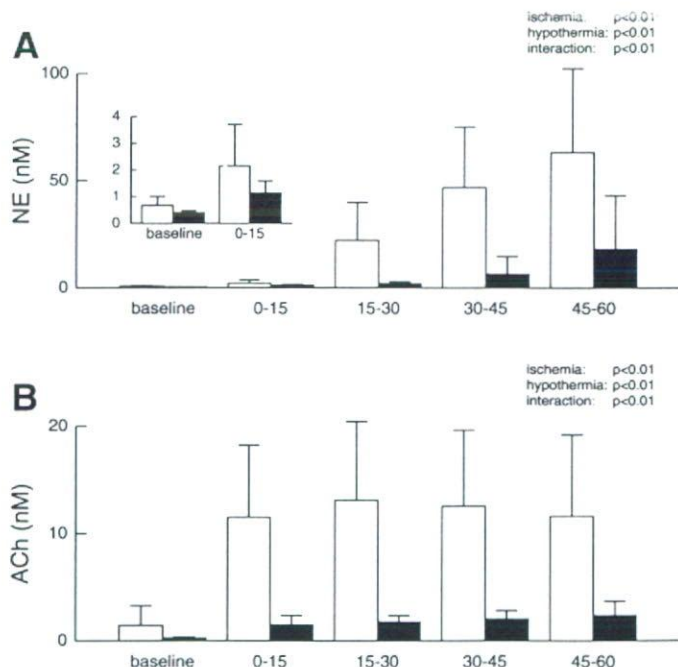 ischemia: p<0.01
hypothermia: p<0.01
interaction: p<0.01
A
NE (nM)
100
50
0
4
3
2
1
0
baseline 0-15
baseline 0-15 15-30 30-45 45-60
ischemia: p<0.01
hypothermia: p<0.01
interaction: p<0.01
B
ACh (nM)
20
10
0
baseline 0-15 15-30 30-45 45-60